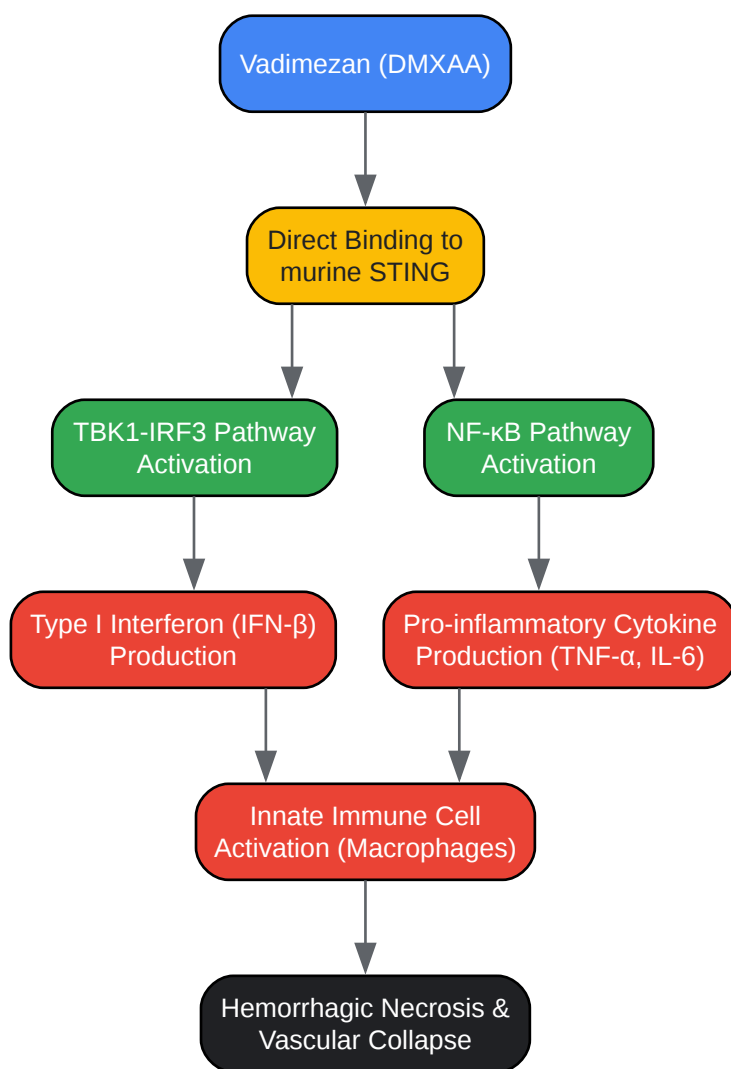 Vadimezan (DMXAA)
Direct Binding to
murine STING
TBK1-IRF3 Pathway
Activation
NF-κB Pathway
Activation
Type I Interferon (IFN-β)
Production
Pro-inflammatory Cytokine
Production (TNF-α, IL-6)
Innate Immune Cell
Activation (Macrophages)
Hemorrhagic Necrosis &
Vascular Collapse